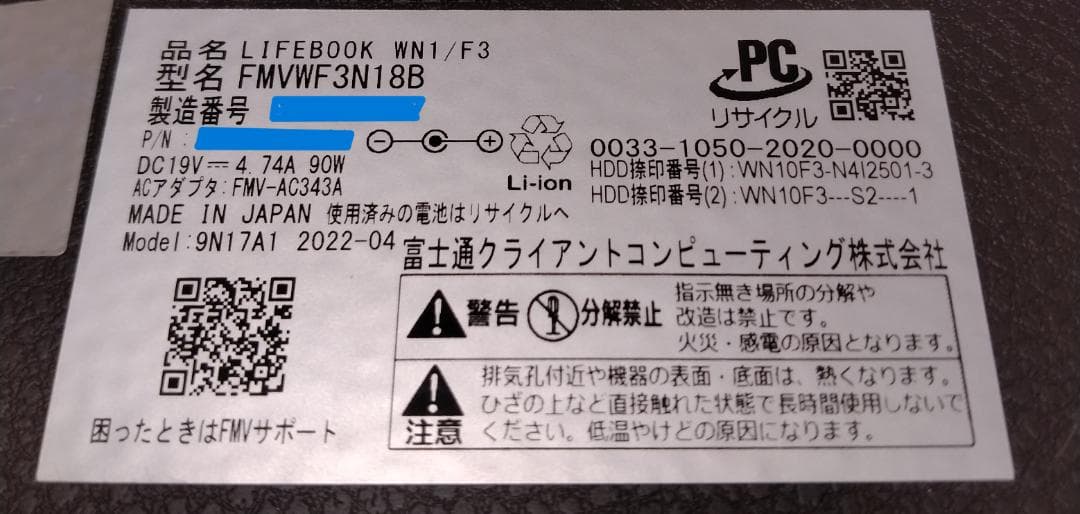 品名 LIFEBOOK WN1/F3
型名 FMVWF3N18B
製造番号
P/N :
DC19V⎓ 4.74A 90W
ACアダプタ:FMV-AC343A
MADE IN JAPAN 使用済みの電池はリサイクルへ
Model:9N17A1 2022-04
Li-ion
PC
リサイクル
0033-1050-2020-0000
HDD捺印番号(1):WN10F3-N4I2501-3
HDD捺印番号(2):WN10F3---S2----1
富士通クライアントコンピューティング株式会社
警告 分解禁止
指示無き場所の分解や
改造は禁止です。
火災・感電の原因となります。
注意
排気孔付近や機器の表面・底面は、熱くなります。
ひざの上など直接触れた状態で長時間使用しないで
ください。低温やけどの原因になります。
困ったときはFMVサポート